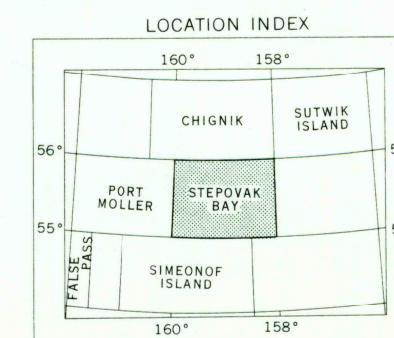 LOCATION INDEX
160° 158°
CHIGNIK
SUTWIK
ISLAND
56°
PORT
MOLLER
STEPOVAK
BAY
55°
FALSE
PASS
SIMEONOF
ISLAND
160° 158°